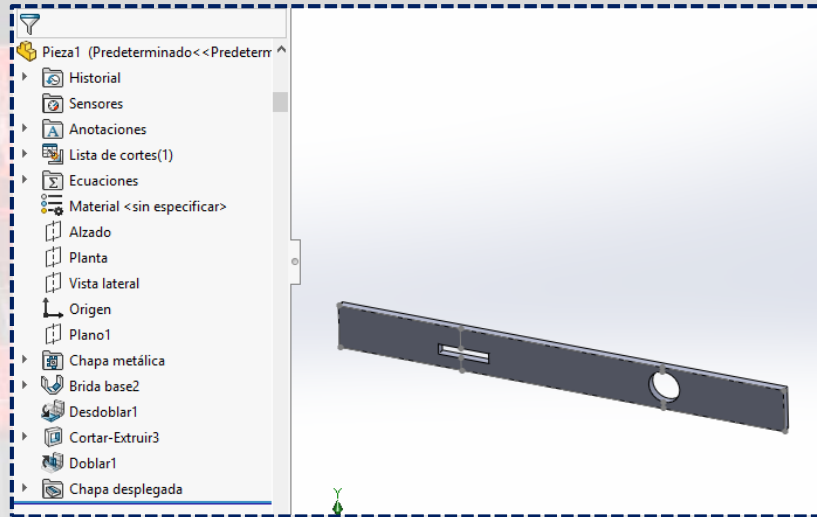 Pieza1 (Predeterminado<<Predeterm
Historial
Sensores
Anotaciones
Lista de cortes(1)
Ecuaciones
Material <sin especificar>
Alzado
Planta
Vista lateral
Origen
Plano1
Chapa metálica
Brida base2
Desdoblar1
Cortar-Extruir3
Doblar1
Chapa desplegada
Y